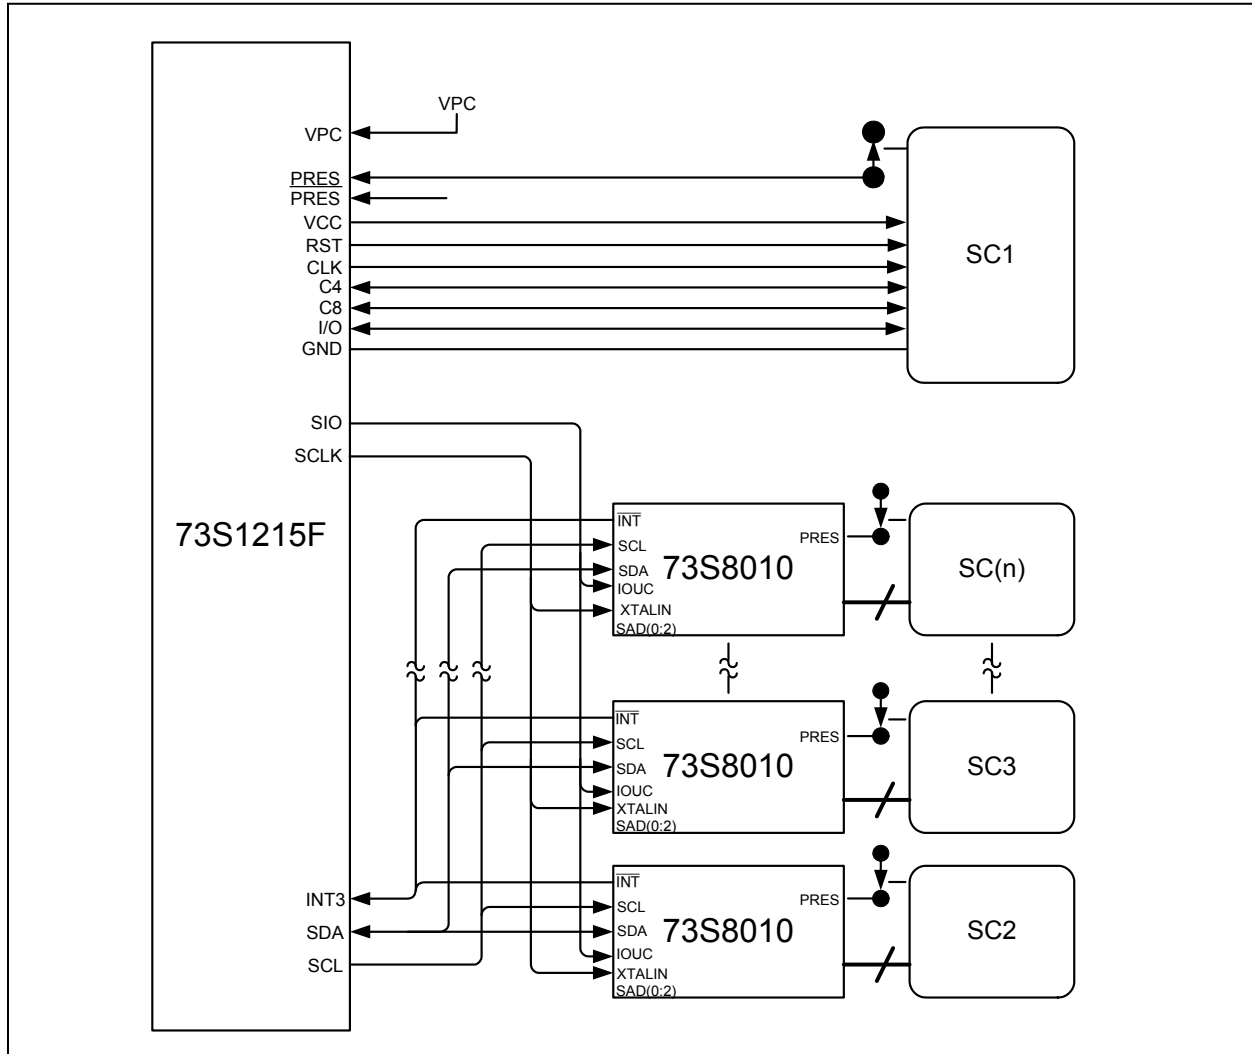 VPC
VPC
PRES
PRES
VCC
RST
CLK
C4
C8
I/O
GND
SC1
SIO
SCLK
73S1215F
INT
SCL
SDA
IOUC
XTALIN
SAD(0:2)
73S8010
PRES
SC(n)
INT
SCL
SDA
IOUC
XTALIN
SAD(0:2)
73S8010
PRES
SC3
INT3
SDA
SCL
INT
SCL
SDA
IOUC
XTALIN
SAD(0:2)
73S8010
PRES
SC2